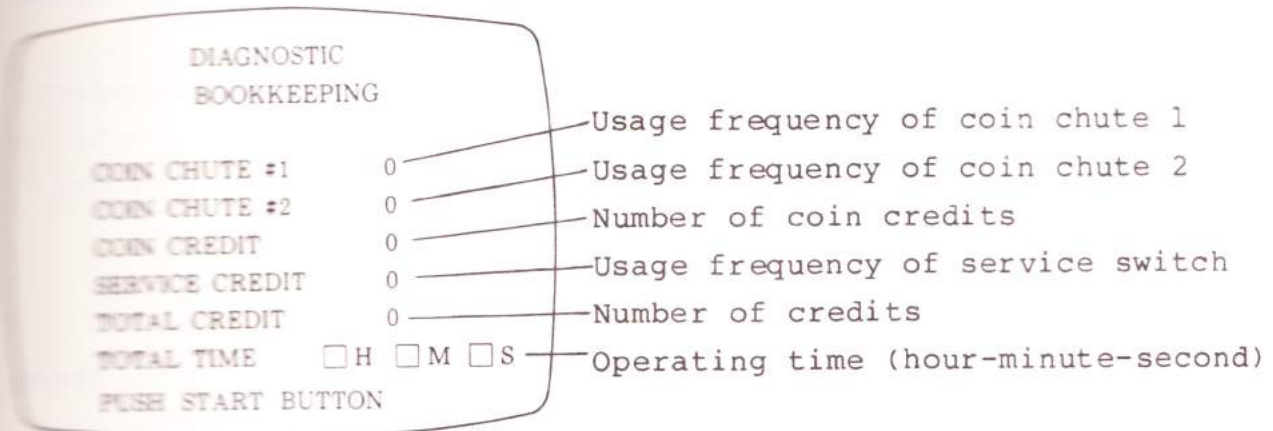 DIAGNOSTIC
BOOKKEEPING
COIN CHUTE #1 0 Usage frequency of coin chute 1
COIN CHUTE #2 0 Usage frequency of coin chute 2
COIN CREDIT 0 Number of coin credits
SERVICE CREDIT 0 Usage frequency of service switch
TOTAL CREDIT 0 Number of credits
TOTAL TIME □H □M □S Operating time (hour-minute-second)
PUSH START BUTTON